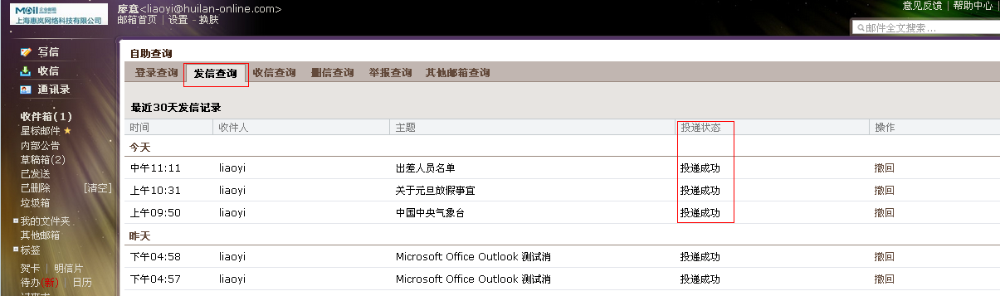 Moil 企业邮箱
上海惠岚网络科技有限公司
廖意<liaoyi@huilan-online.com>
邮箱首页 | 设置 - 换肤
意见反馈 | 帮助中心 |
邮件全文搜索...
写信
收信
通讯录
收件箱(1)
星标邮件
内部公告
草稿箱(2)
已发送
已删除 [清空]
垃圾箱
我的文件夹
其他邮箱
标签
贺卡 | 明信片
待办(新) | 日历
自助查询
登录查询 发信查询 收信查询 删信查询 举报查询 其他邮箱查询
最近30天发信记录
时间 收件人 主题 投递状态 操作
今天
中午11:11 liaoyi 出差人员名单 投递成功 撤回
上午10:31 liaoyi 关于元旦放假事宜 投递成功 撤回
上午09:50 liaoyi 中国中央气象台 投递成功 撤回
昨天
下午04:58 liaoyi Microsoft Office Outlook 测试消 投递成功 撤回
下午04:57 liaoyi Microsoft Office Outlook 测试消 投递成功 撤回